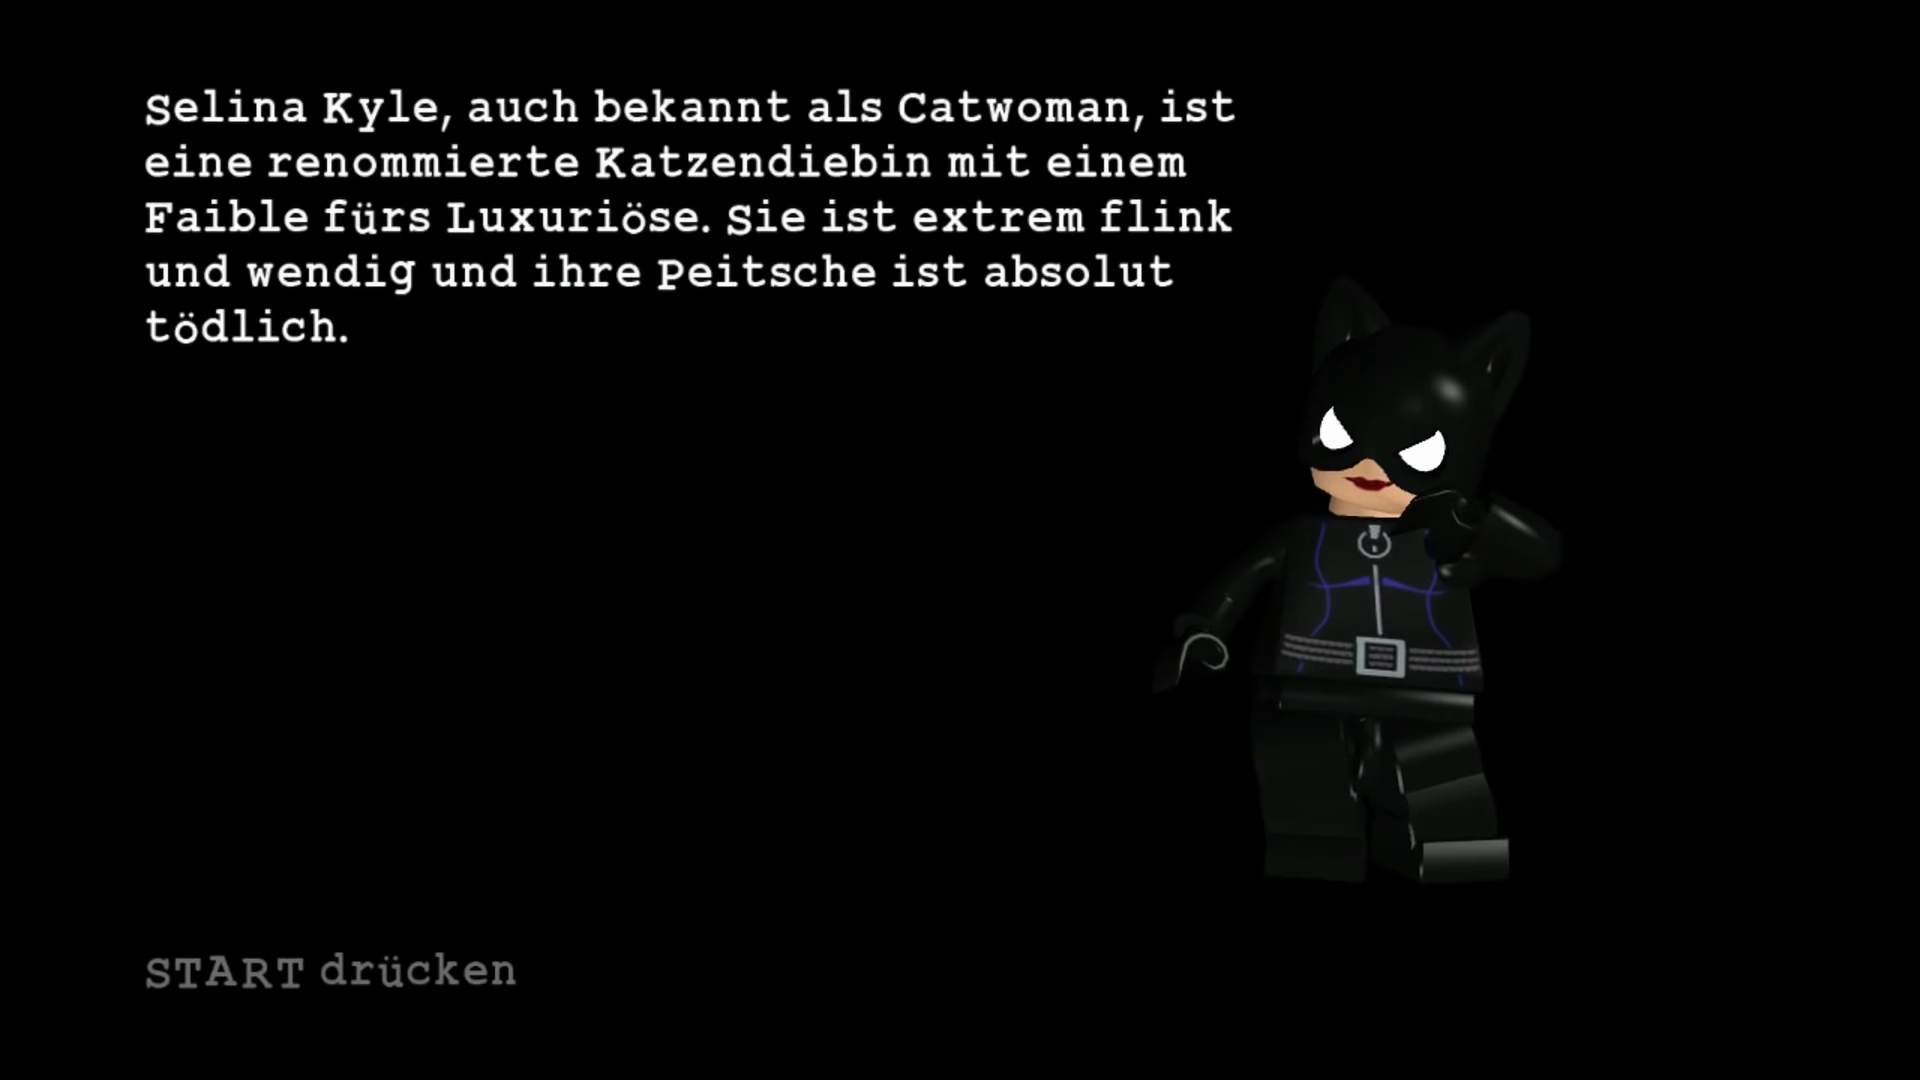 Selina Kyle, auch bekannt als Catwoman, ist
eine renommierte Katzendiebin mit einem
Faible fürs Luxuriöse. Sie ist extrem flink
und wendig und ihre Peitsche ist absolut
tödlich.
START drücken